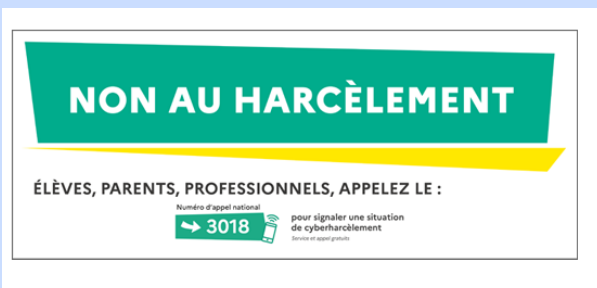 NON AU HARCÈLEMENT
ÉLÈVES, PARENTS, PROFESSIONNELS, APPELEZ LE :
Numéro d'appel national
3018
pour signaler une situation
de cyberharcèlement
Service et appel gratuits